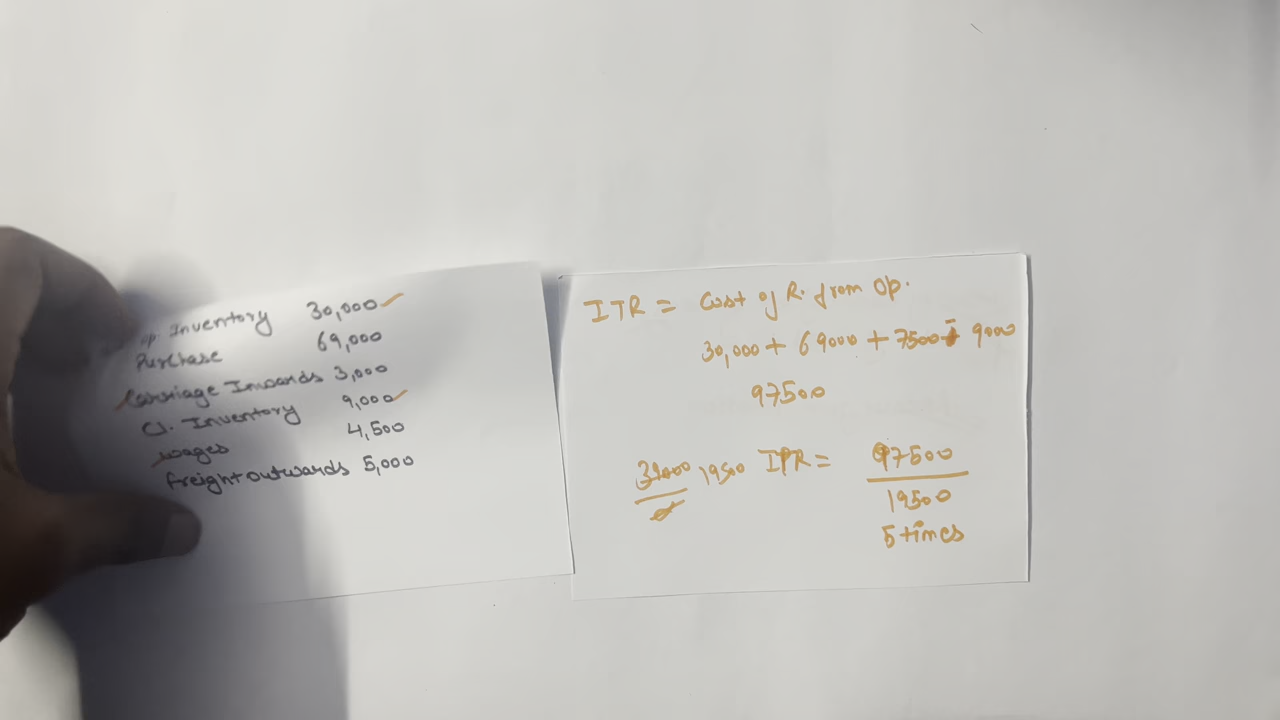 op. Inventory 30,000
Purchase 69,000
Carriage Inwards 3,000
Cl. Inventory 9,000
Wages 4,500
freight outwards 5,000
ITR = Cost of R. from Op.
30,000 + 69000 + 7500 - 9000
97500
39000 19500 ITR = 97500
19500
5 times